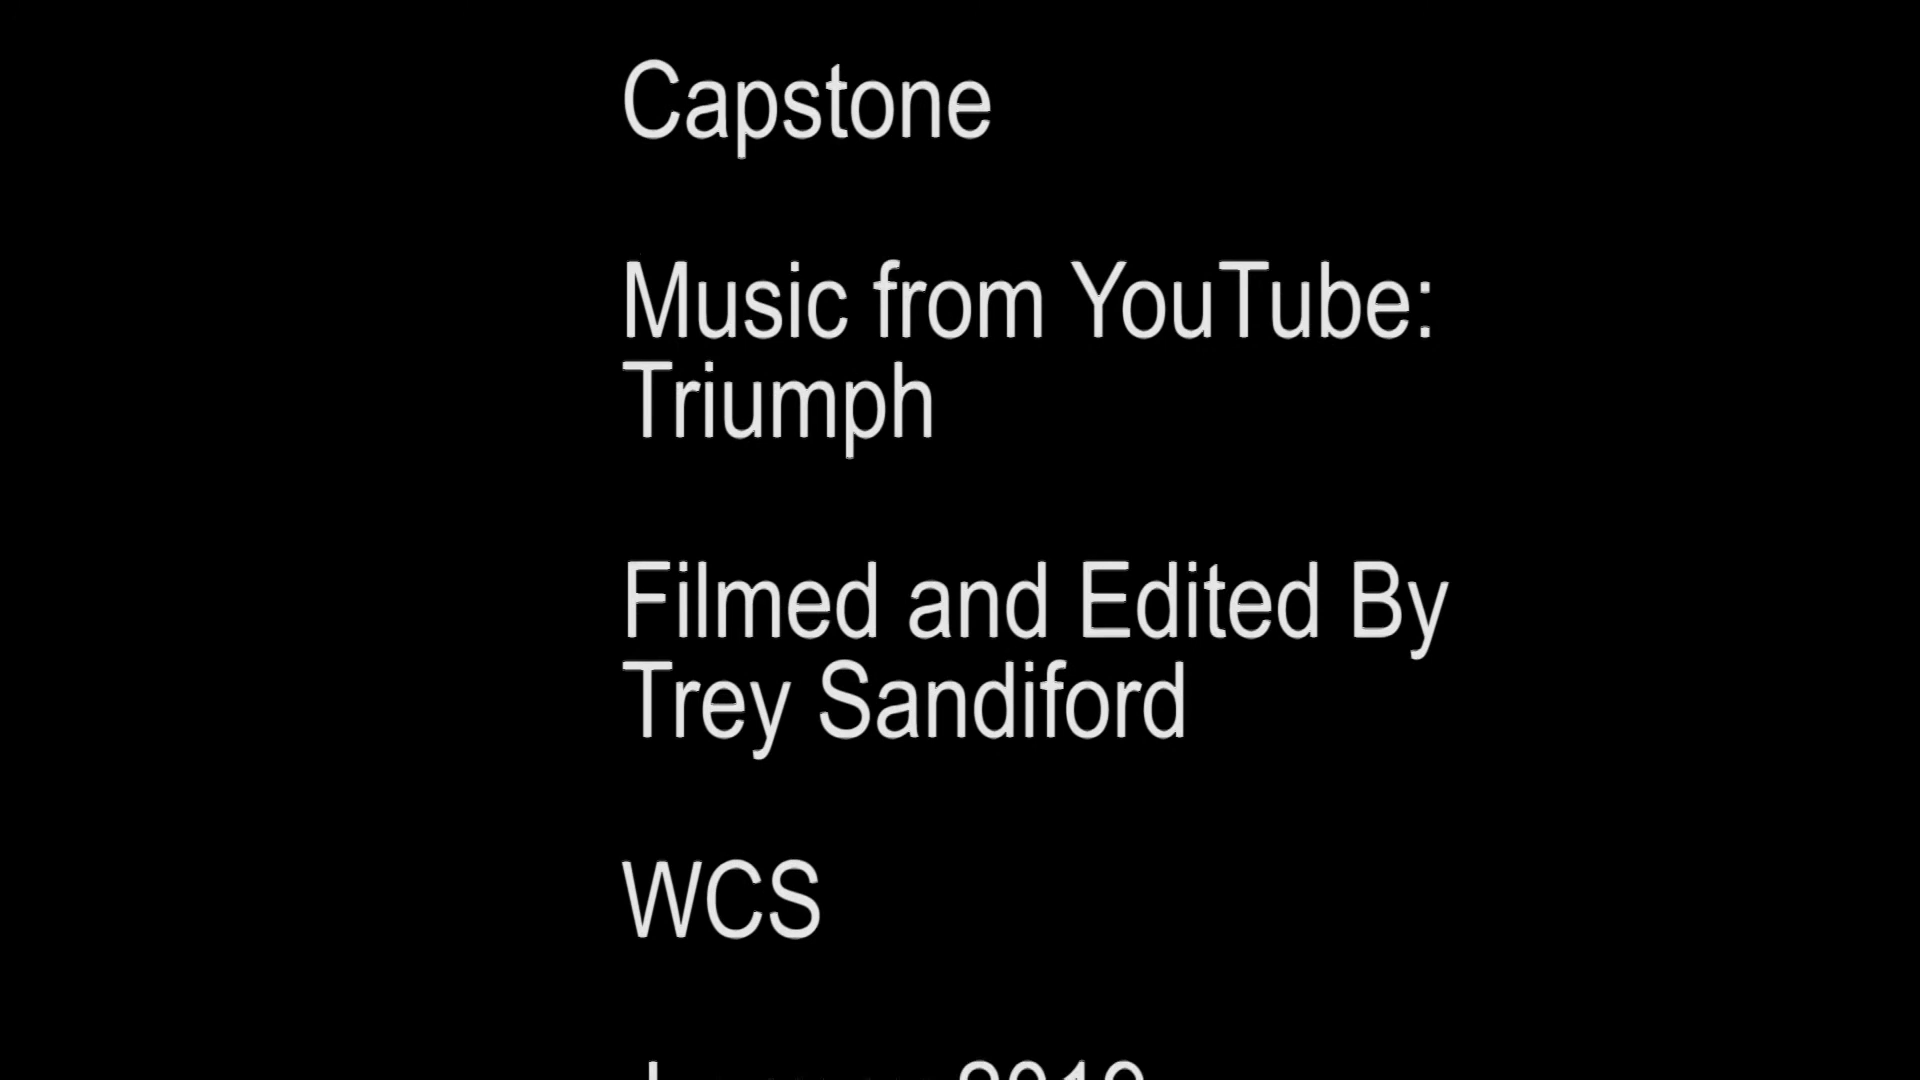 Capstone
Music from YouTube:
Triumph
Filmed and Edited By
Trey Sandiford
WCS